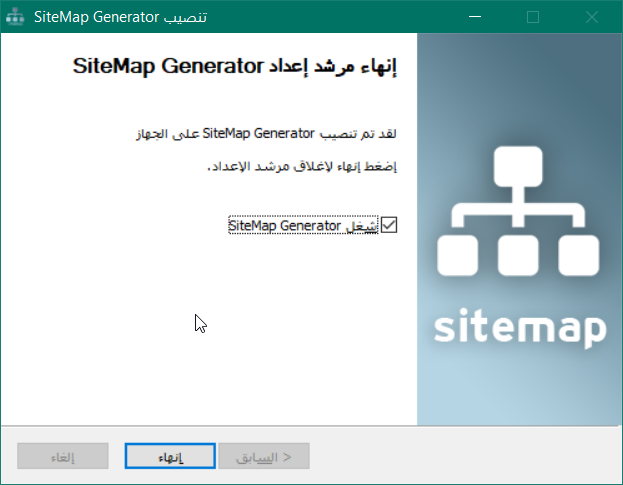 تنصيب SiteMap Generator
إنهاء مرشد إعداد SiteMap Generator
لقد تم تنصيب SiteMap Generator على الجهاز
إضغط إنهاء لإغلاق مرشد الإعداد.
شغل SiteMap Generator
sitemap
< السابق
إنهاء
إلغاء